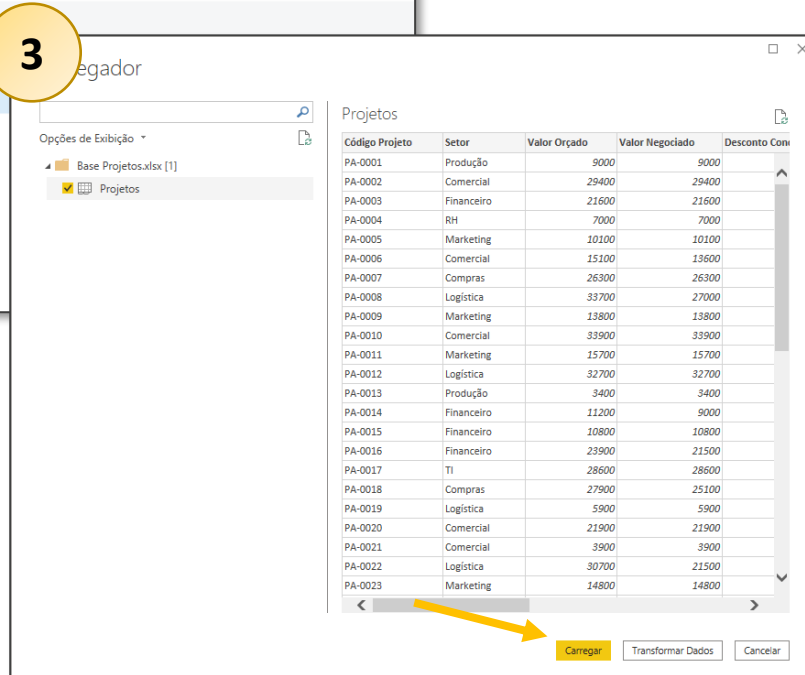 3
egador
Projetos
Opções de Exibição
Base Projetos.xlsx [1]
Projetos
Código Projeto Setor Valor Orçado Valor Negociado Desconto Con
PA-0001 Produção 9000 9000
PA-0002 Comercial 29400 29400
PA-0003 Financeiro 21600 21600
PA-0004 RH 7000 7000
PA-0005 Marketing 10100 10100
PA-0006 Comercial 15100 13600
PA-0007 Compras 26300 26300
PA-0008 Logística 33700 27000
PA-0009 Marketing 13800 13800
PA-0010 Comercial 33900 33900
PA-0011 Marketing 15700 15700
PA-0012 Logística 32700 32700
PA-0013 Produção 3400 3400
PA-0014 Financeiro 11200 9000
PA-0015 Financeiro 10800 10800
PA-0016 Financeiro 23900 21500
PA-0017 TI 28600 28600
PA-0018 Compras 27900 25100
PA-0019 Logística 5900 5900
PA-0020 Comercial 21900 21900
PA-0021 Comercial 3900 3900
PA-0022 Logística 30700 21500
PA-0023 Marketing 14800 14800
Carregar Transformar Dados Cancelar